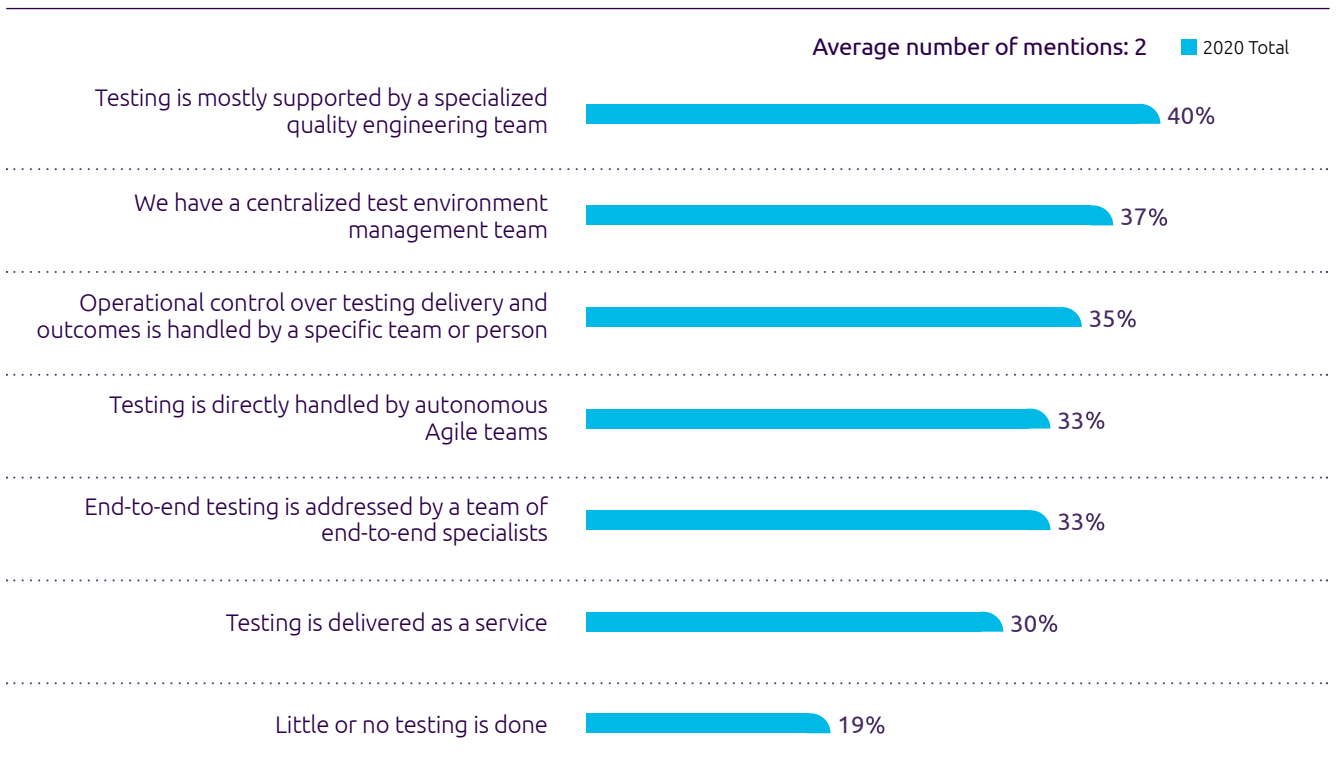 Average number of mentions: 2
2020 Total
Testing is mostly supported by a specialized
quality engineering team
40%
We have a centralized test environment
management team
37%
Operational control over testing delivery and
outcomes is handled by a specific team or person
35%
Testing is directly handled by autonomous
Agile teams
33%
End-to-end testing is addressed by a team of
end-to-end specialists
33%
Testing is delivered as a service
30%
Little or no testing is done
19%